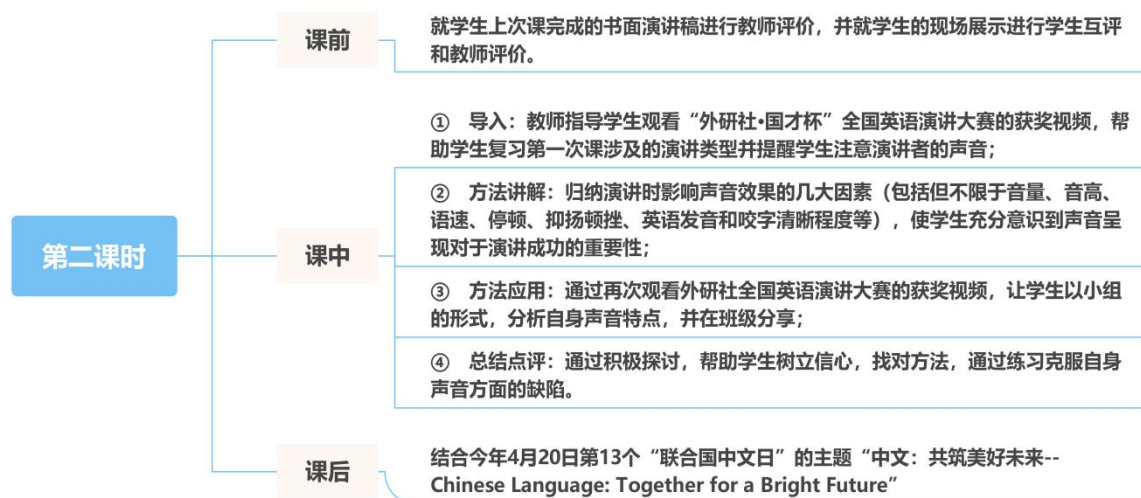 课前
就学生上次课完成的书面演讲稿进行教师评价，并就学生的现场展示进行学生互评
和教师评价。
第二课时
课中
① 导入：教师指导学生观看“外研社•国才杯”全国英语演讲大赛的获奖视频，帮
助学生复习第一次课涉及的演讲类型并提醒学生注意演讲者的声音；
② 方法讲解：归纳演讲时影响声音效果的几大因素（包括但不限于音量、音高、
语速、停顿、抑扬顿挫、英语发音和咬字清晰程度等），使学生充分意识到声音呈
现对于演讲成功的重要性；
③ 方法应用：通过再次观看外研社全国英语演讲大赛的获奖视频，让学生以小组
的形式，分析自身声音特点，并在班级分享；
④ 总结点评：通过积极探讨，帮助学生树立信心，找对方法，通过练习克服自身
声音方面的缺陷。
课后
结合今年4月20日第13个“联合国中文日”的主题“中文：共筑美好未来--
Chinese Language: Together for a Bright Future”